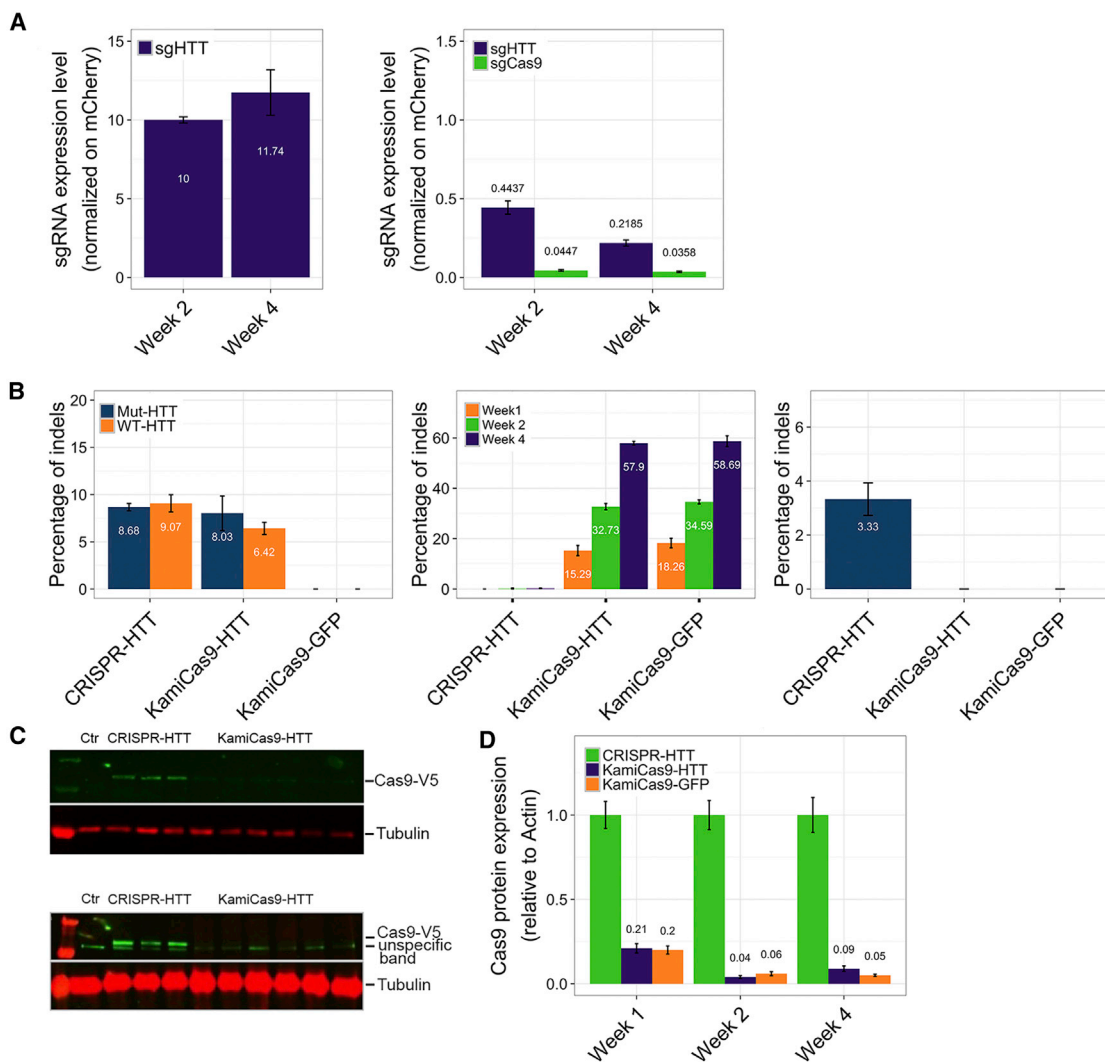 A
sgRNA expression level
(normalized on mCherry)
15
10
5
0
sgHTT
10
11.74
Week 2
Week 4
sgRNA expression level
(normalized on mCherry)
1.5
1.0
0.5
0.0
sgHTT
sgCas9
0.4437
0.0447
0.2185
0.0358
Week 2
Week 4
B
Percentage of indels
20
15
10
5
0
Mut-HTT
WT-HTT
8.68
9.07
8.03
6.42
CRISPR-HTT
KamiCas9-HTT
KamiCas9-GFP
Percentage of indels
60
40
20
0
Week1
Week 2
Week 4
15.29
32.73
57.9
18.26
34.59
58.69
CRISPR-HTT
KamiCas9-HTT
KamiCas9-GFP
Percentage of indels
6
4
2
0
3.33
CRISPR-HTT
KamiCas9-HTT
KamiCas9-GFP
C
Ctr CRISPR-HTT KamiCas9-HTT
Cas9-V5
Tubulin
Ctr CRISPR-HTT KamiCas9-HTT
Cas9-V5
unspecific
band
Tubulin
D
Cas9 protein expression
(relative to Actin)
1.0
0.5
0.0
CRISPR-HTT
KamiCas9-HTT
KamiCas9-GFP
0.21
0.2
0.04
0.06
0.09
0.05
Week 1
Week 2
Week 4